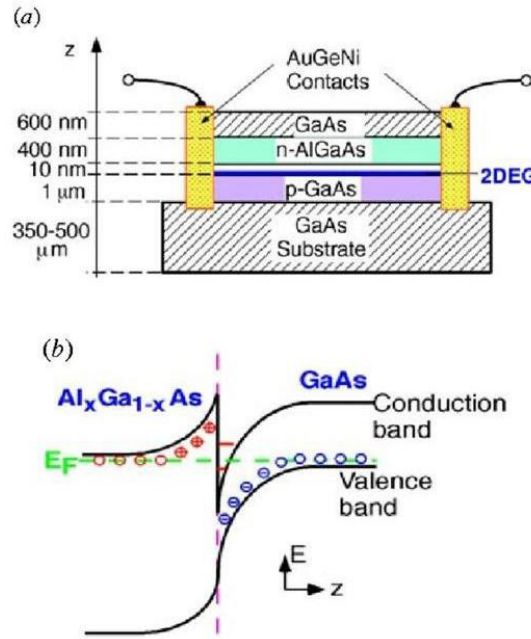 (a)
z
AuGeNi
Contacts
600 nm
GaAs
400 nm
n-AlGaAs
10 nm
2DEG
1 μm
p-GaAs
350-500
μm
GaAs
Substrate
(b)
AlxGa1-x As
GaAs
Conduction
band
EF
Valence
band
E
z